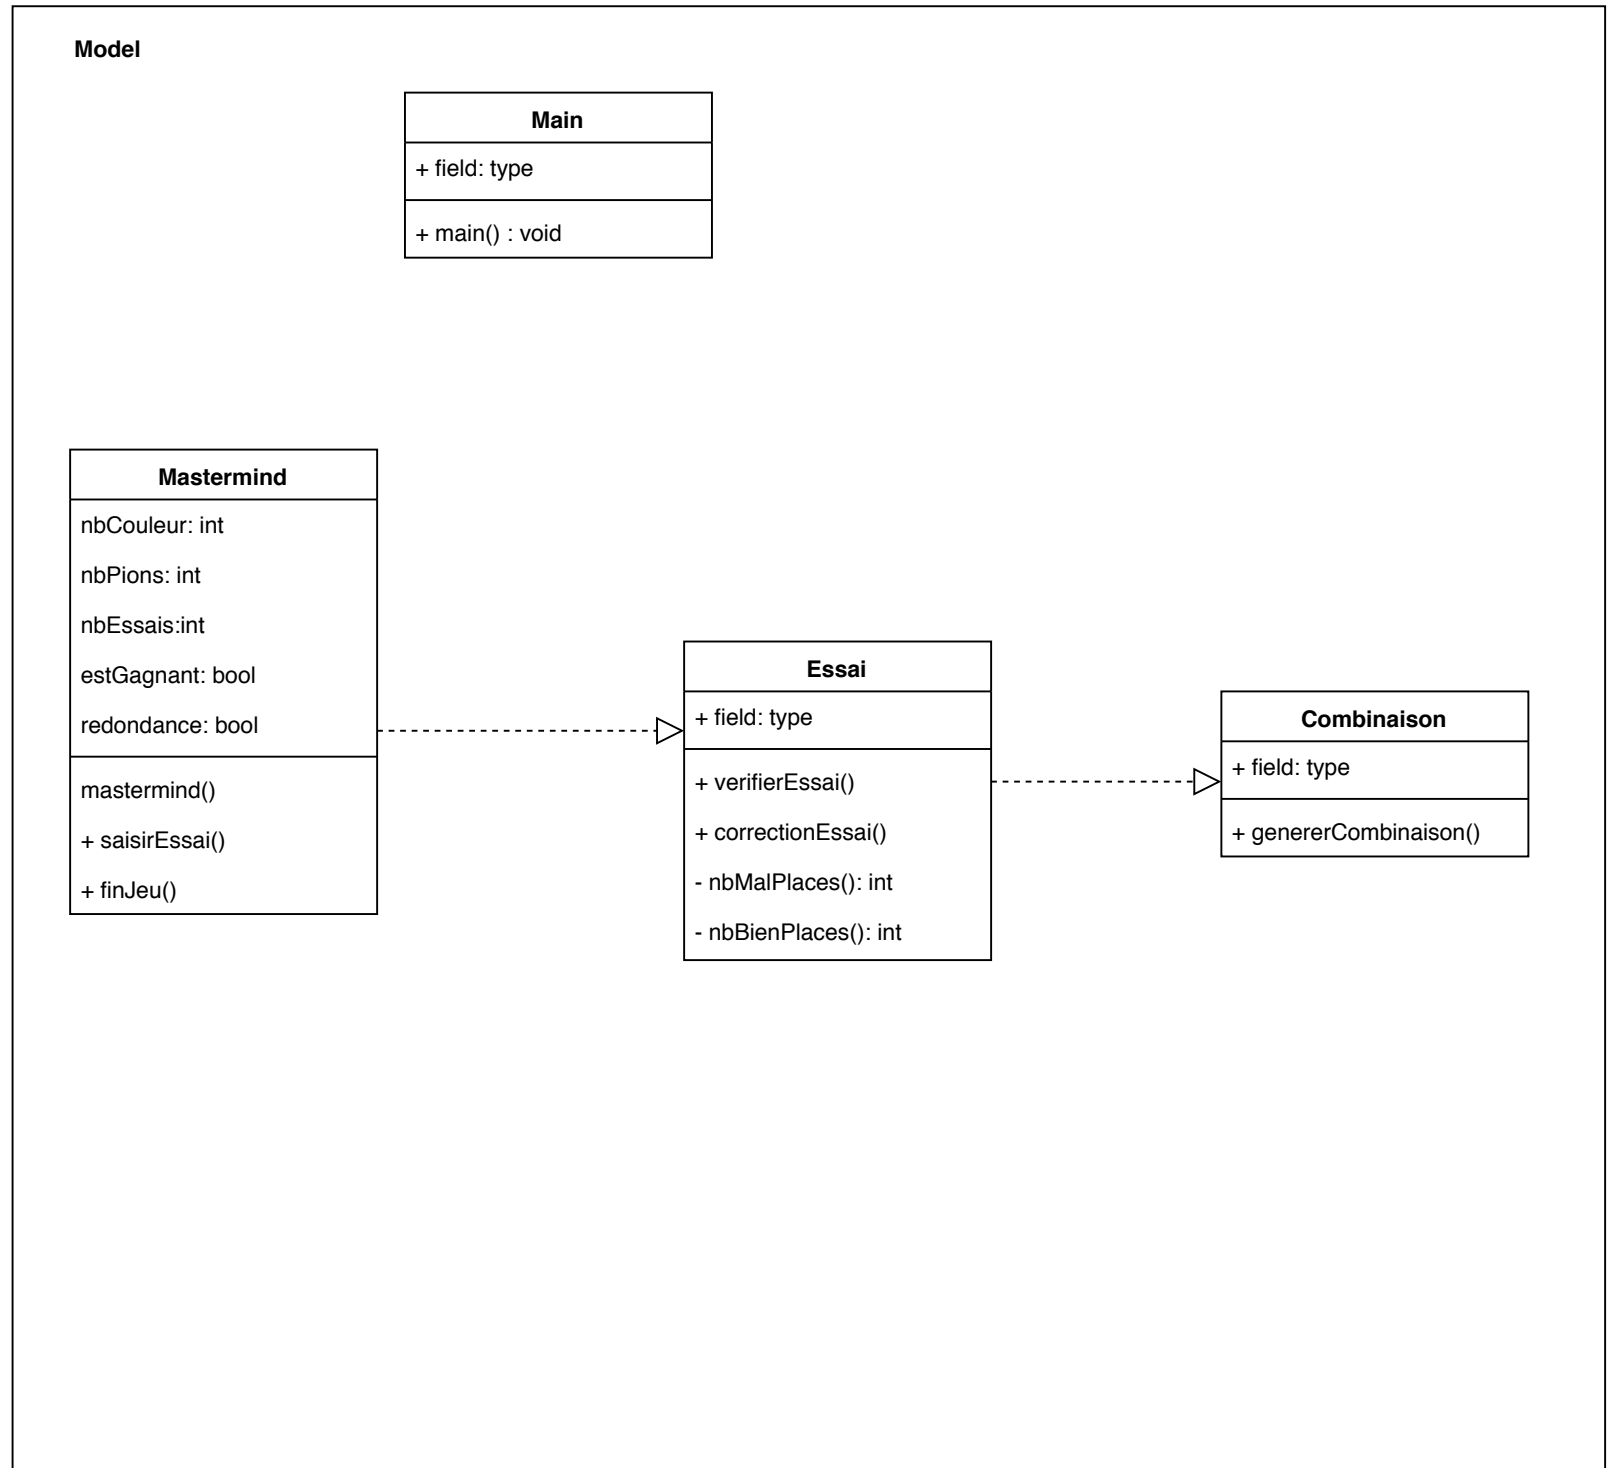 Model
Main
+ field: type
+ main() : void
Mastermind
nbCouleur: int
nbPions: int
nbEssais:int
estGagnant: bool
redondance: bool
mastermind()
+ saisirEssai()
+ finJeu()
Essai
+ field: type
+ verifierEssai()
+ correctionEssai()
- nbMalPlaces(): int
- nbBienPlaces(): int
Combinaison
+ field: type
+ genererCombinaison()